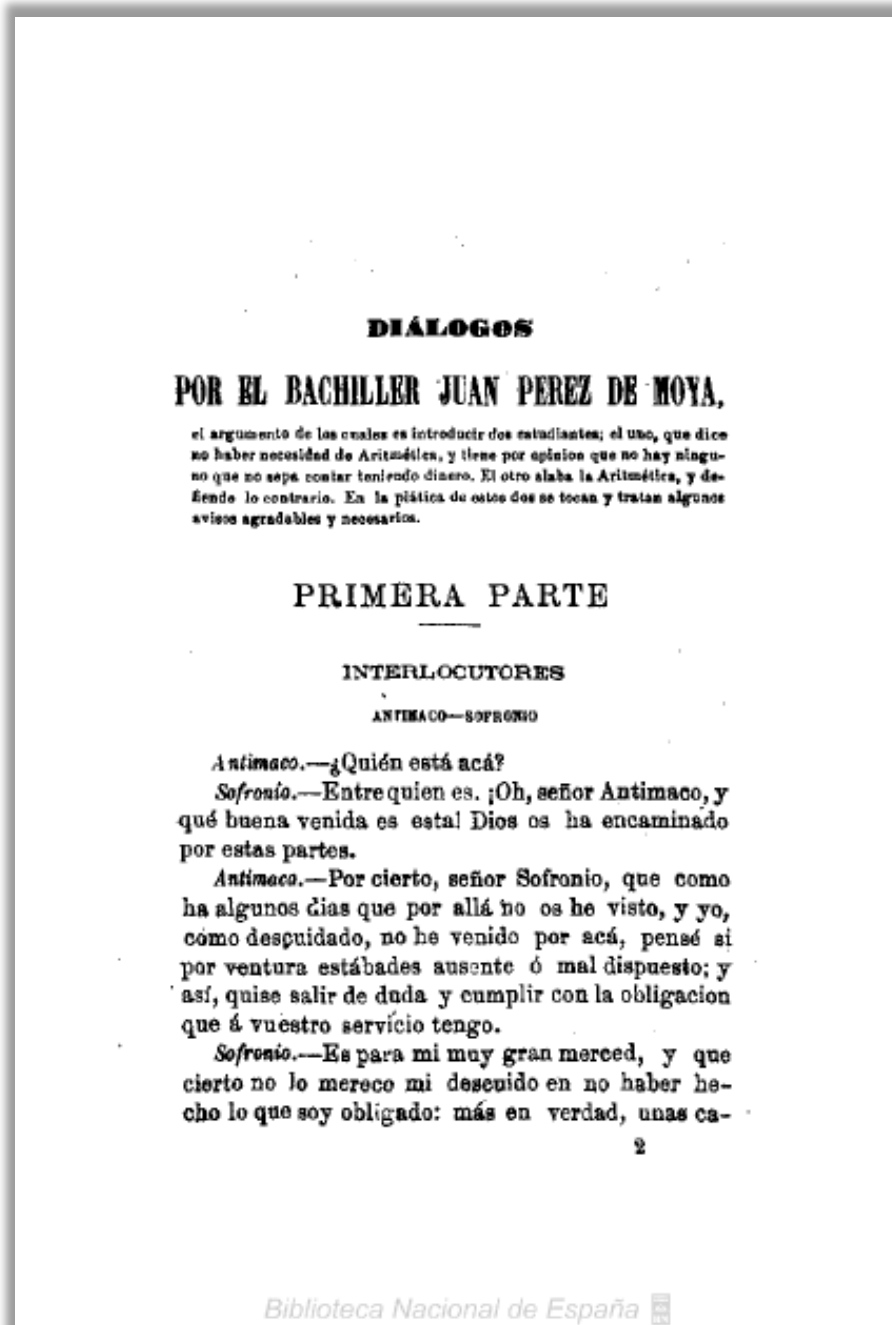 DIÁLOGOS
POR EL BACHILLER JUAN PEREZ DE MOYA,
el argumento de los cuales es introducir dos estudiantes; el uno, que dice
no haber necesidad de Aritmética, y tiene por opinion que no hay ningu-
no que no sepa contar teniendo dinero. El otro alaba la Aritmética, y de-
fiende lo contrario. En la plática de estos dos se tocan y tratan algunos
avisos agradables y necesarios.
PRIMERA PARTE
INTERLOCUTORES
ANTIMACO—SOFRONIO
Antimaco.—¿Quién está acá?
Sofronio.—Entre quien es. ¡Oh, señor Antimaco, y
qué buena venida es esta! Dios os ha encaminado
por estas partes.
Antimaco.—Por cierto, señor Sofronio, que como
ha algunos dias que por allá no os he visto, y yo,
como descuidado, no he venido por acá, pensé si
por ventura estábades ausente ó mal dispuesto; y
así, quise salir de duda y cumplir con la obligacion
que á vuestro servicio tengo.
Sofronio.—Es para mi muy gran merced, y que
cierto no lo merece mi descuido en no haber he-
cho lo que soy obligado: más en verdad, unas ca-
2
Biblioteca Nacional de España